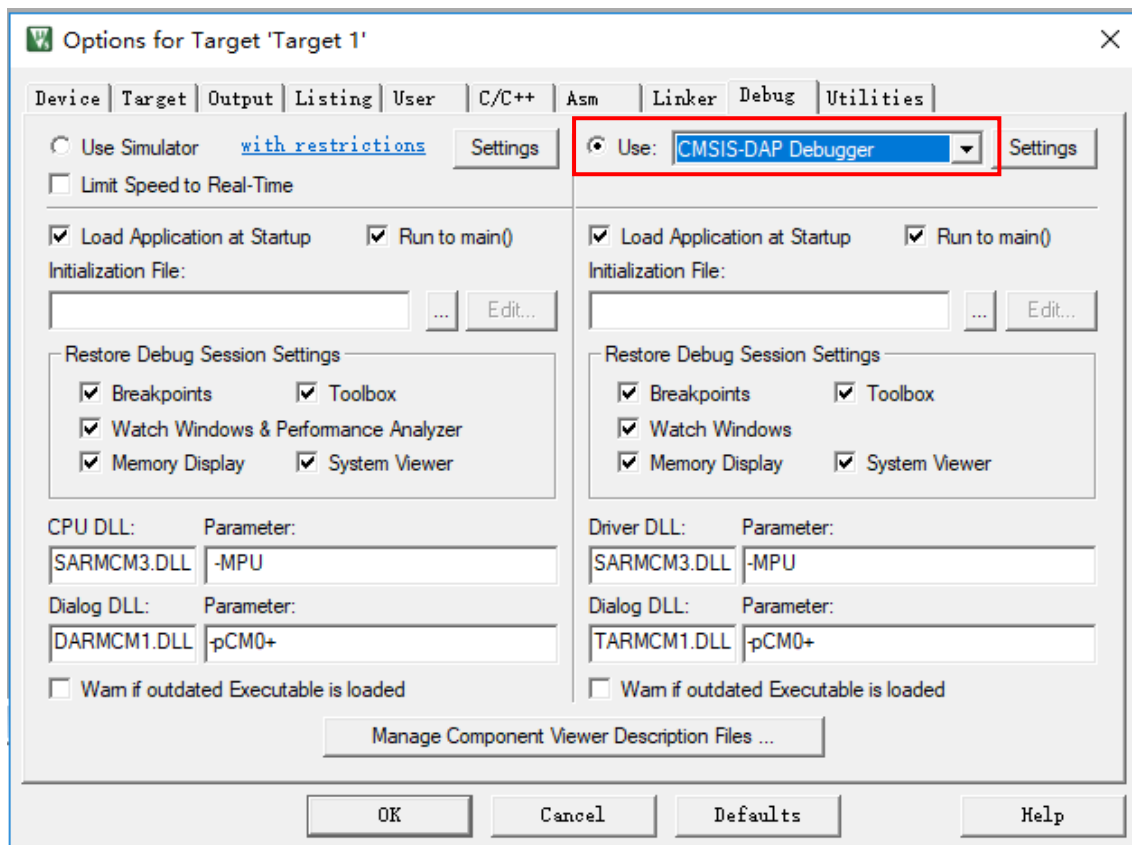 Options for Target 'Target 1'
Device Target Output Listing User C/C++ Asm Linker Debug Utilities
Use Simulator with restrictions Settings Use: CMSIS-DAP Debugger Settings
Limit Speed to Real-Time
Load Application at Startup Run to main() Load Application at Startup Run to main()
Initialization File: Initialization File:
... Edit... ... Edit...
Restore Debug Session Settings Restore Debug Session Settings
Breakpoints Toolbox Breakpoints Toolbox
Watch Windows & Performance Analyzer Watch Windows
Memory Display System Viewer Memory Display System Viewer
CPU DLL: Parameter: Driver DLL: Parameter:
SARMCM3.DLL -MPU SARMCM3.DLL -MPU
Dialog DLL: Parameter: Dialog DLL: Parameter:
DARMCM1.DLL -pCM0+ TARMCM1.DLL -pCM0+
Warn if outdated Executable is loaded Warn if outdated Executable is loaded
Manage Component Viewer Description Files ...
OK Cancel Defaults Help